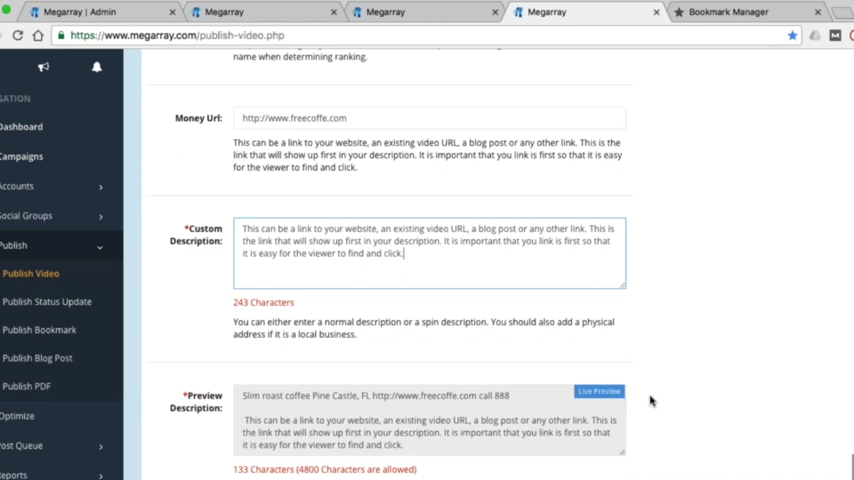 Megarray | Admin
Megarray
Megarray
Megarray
Bookmark Manager
https://www.megarray.com/publish-video.php
name when determining ranking.
GATION
Dashboard
Campaigns
Accounts
Social Groups
Publish
Publish Video
Publish Status Update
Publish Bookmark
Publish Blog Post
Publish PDF
Optimize
Post Queue
Reports
Money Url:
http://www.freecoffe.com
This can be a link to your website, an existing video URL, a blog post or any other link. This is the
link that will show up first in your description. It is important that you link is first so that it is easy
for the viewer to find and click.
*Custom
Description:
This can be a link to your website, an existing video URL, a blog post or any other link. This is
the link that will show up first in your description. It is important that you link is first so that
it is easy for the viewer to find and click.
243 Characters
You can either enter a normal description or a spin description. You should also add a physical
address if it is a local business.
*Preview
Description:
Live Preview
Slim roast coffee Pine Castle, FL http://www.freecoffe.com call 888
This can be a link to your website, an existing video URL, a blog post or any other link. This is
the link that will show up first in your description. It is important that you link is first so that
it is easy for the viewer to find and click.
133 Characters (4800 Characters are allowed)